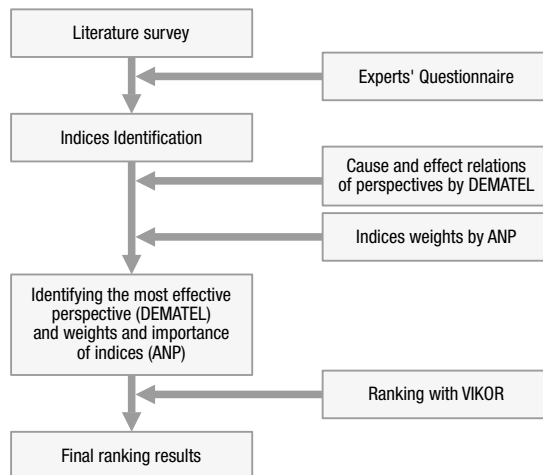 Literature survey
Experts' Questionnaire
Indices Identification
Cause and effect relations
of perspectives by DEMATEL
Indices weights by ANP
Identifying the most effective
perspective (DEMATEL)
and weights and importance
of indices (ANP)
Ranking with VIKOR
Final ranking results